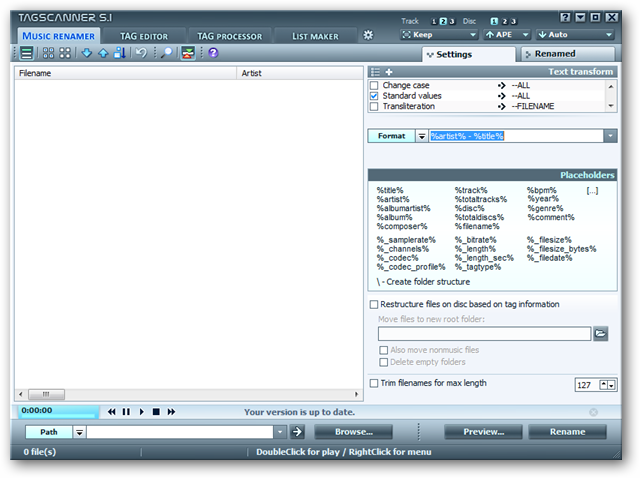 TAGSCANNER 5.1
Track 1 2 3 Disc 1 2 3
MUSIC RENAMER TAG EDITOR TAG PROCESSOR LIST MAKER
Keep APE Auto
Settings Renamed
Filename Artist
Text transform
Change case --ALL
Standard values --ALL
Transliteration --FILENAME
Format %artist% - %title%
Placeholders
%title% %track% %bpm% [...]
%artist% %totaltracks% %year%
%albumartist% %disc% %genre%
%album% %totaldiscs% %comment%
%composer% %filename%
%_samplerate% %_bitrate% %_filesize%
%_channels% %_length% %_filesize_bytes%
%_codec% %_length_sec% %_filedate%
%_codec_profile% %_tagtype%
\ - Create folder structure
Restructure files on disc based on tag information
Move files to new root folder:
Also move nonmusic files
Delete empty folders
Trim filenames for max length 127
0:00:00 Your version is up to date.
Path Browse... Preview... Rename
0 file(s) DoubleClick for play / RightClick for menu